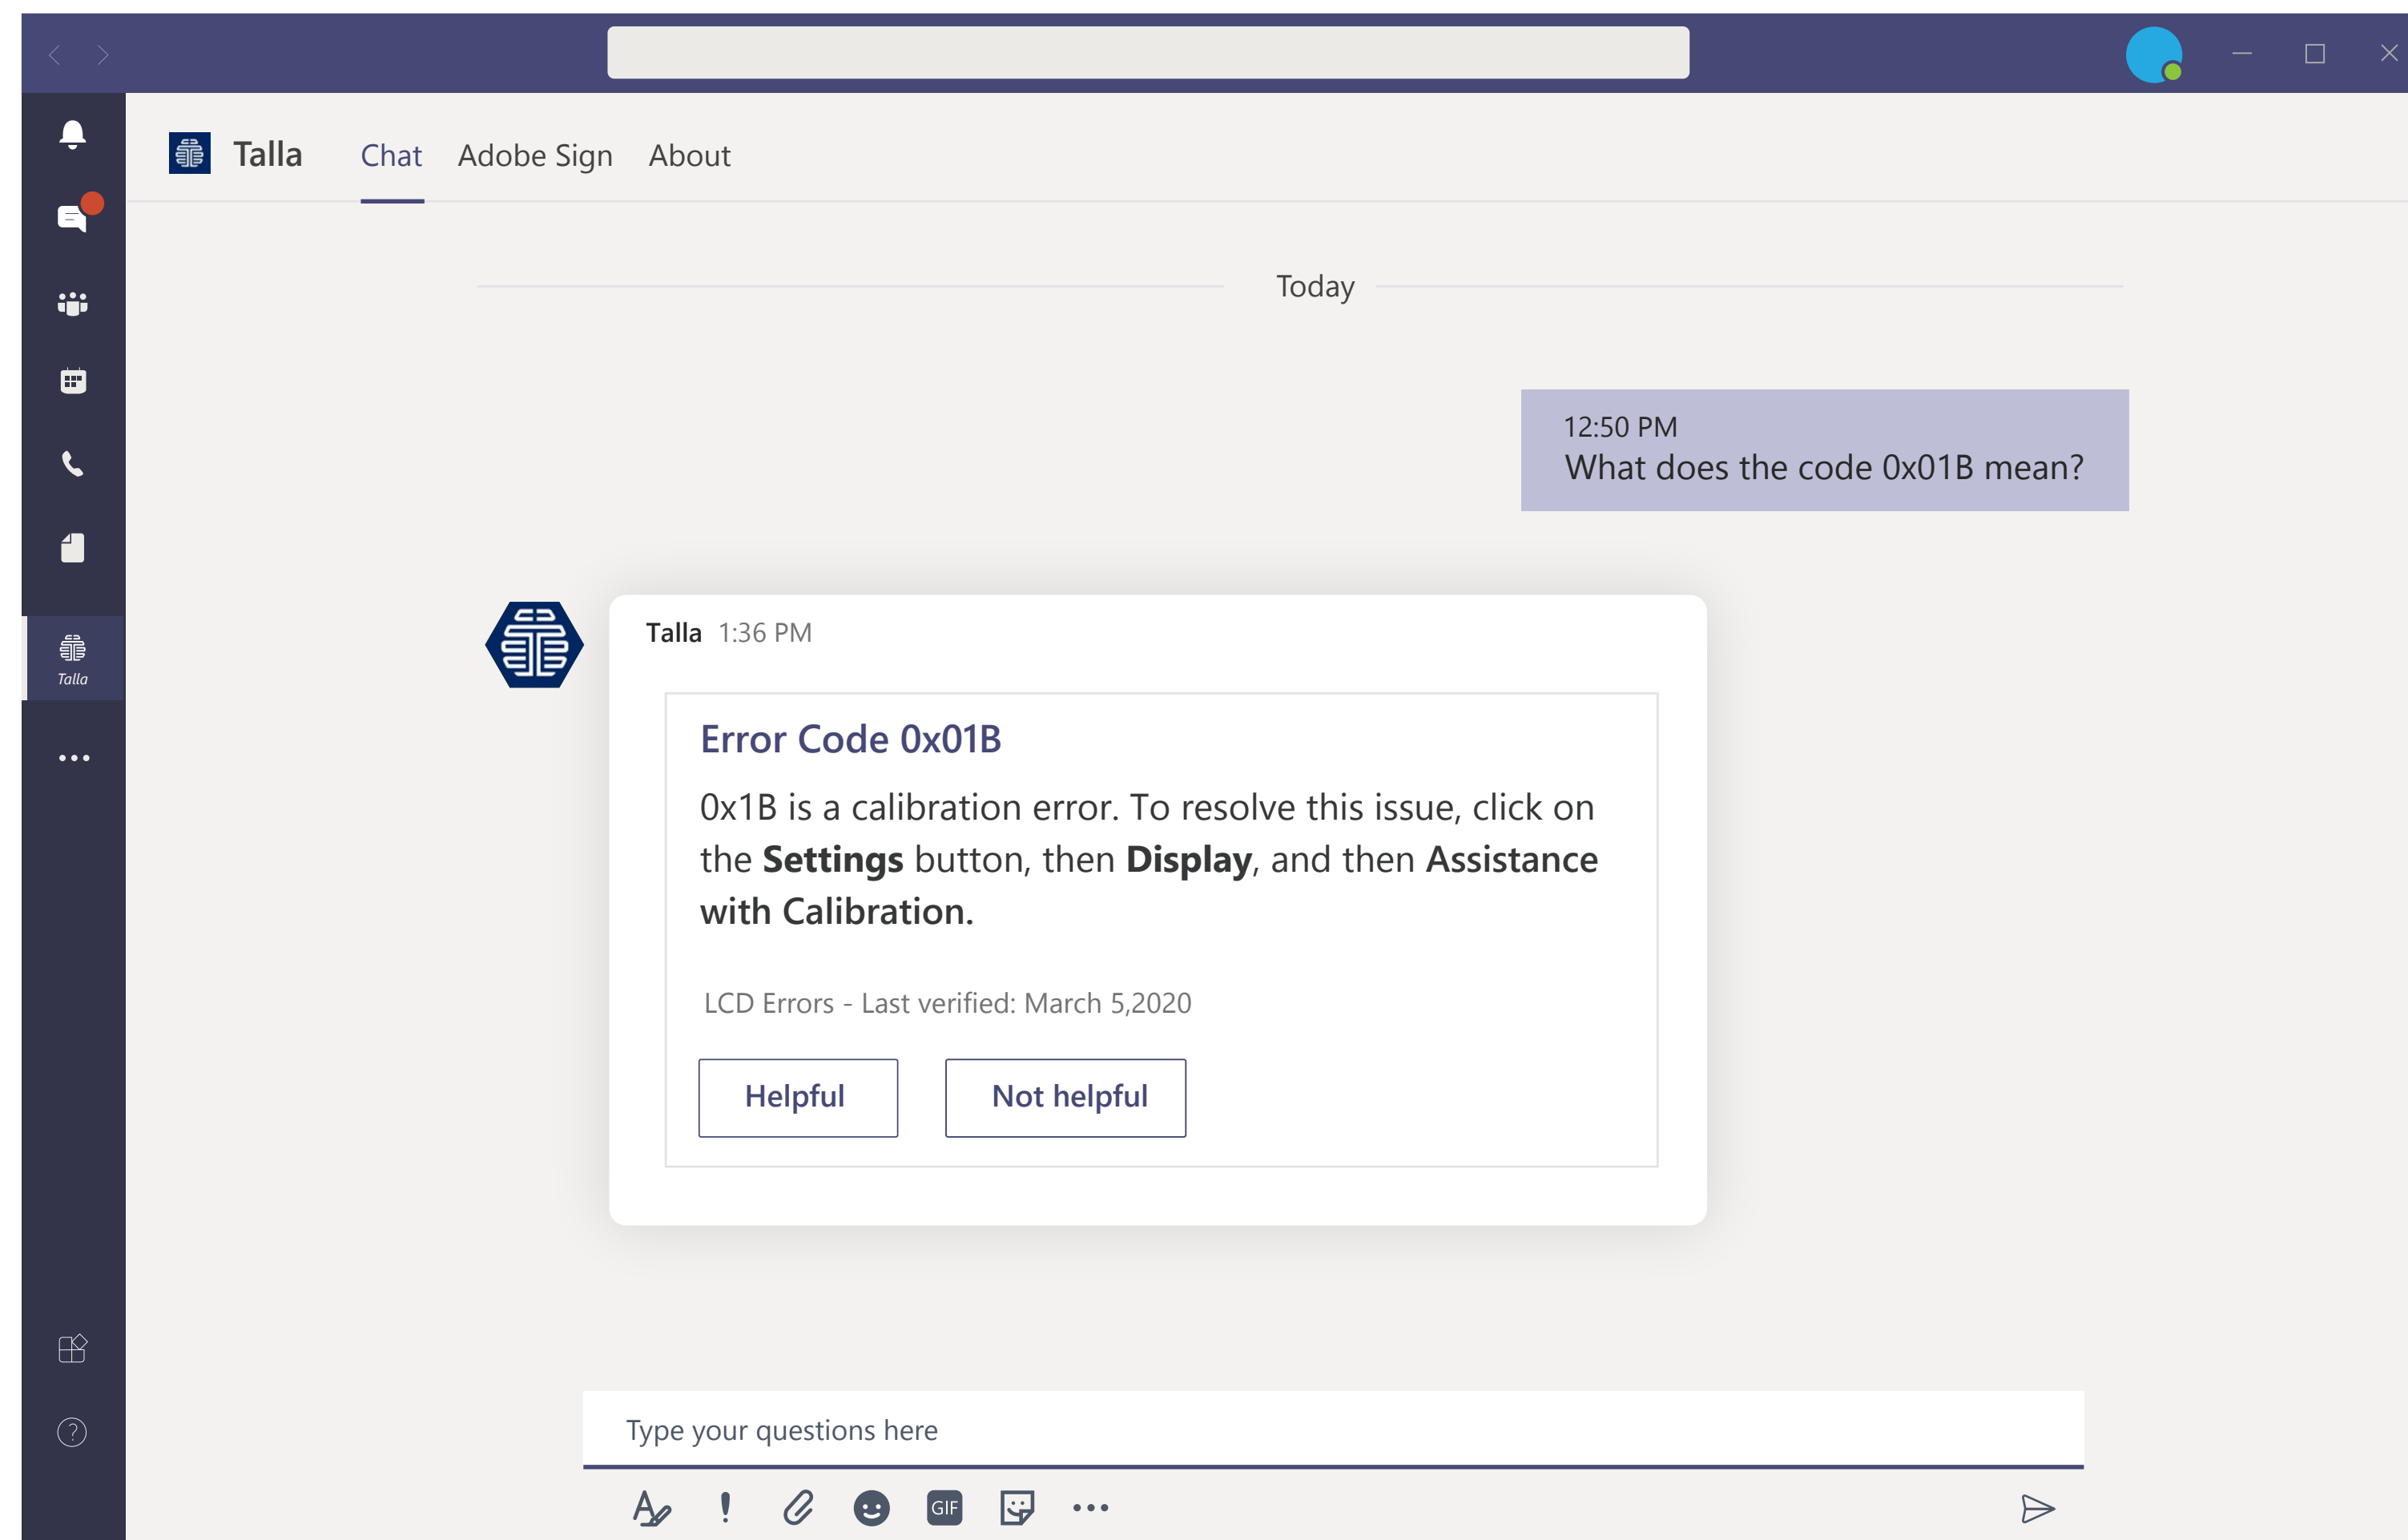 Talla Chat Adobe Sign About
Today
12:50 PM
What does the code 0x01B mean?
Talla
Talla 1:36 PM
Error Code 0x01B
0x1B is a calibration error. To resolve this issue, click on
the Settings button, then Display, and then Assistance
with Calibration.
LCD Errors - Last verified: March 5,2020
Helpful Not helpful
Type your questions here
GIF